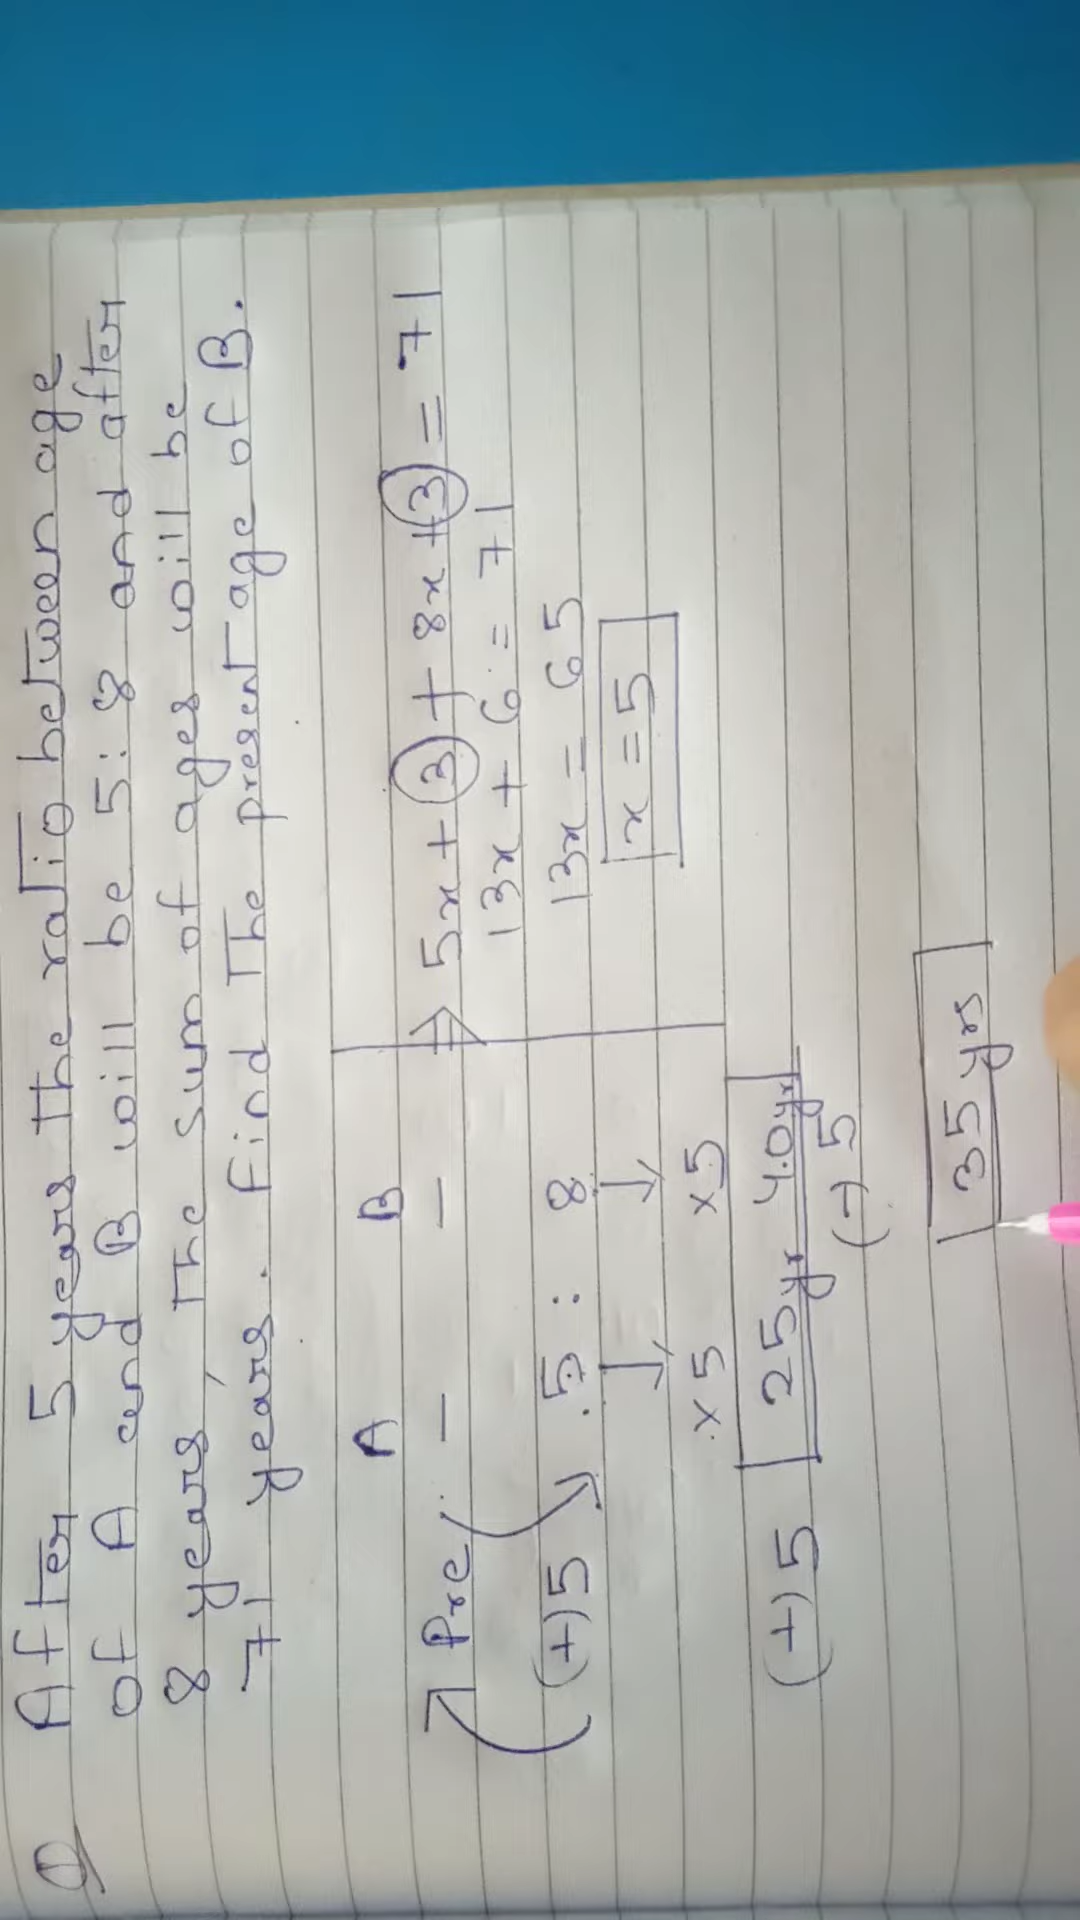 Q After 5 years the ratio between age
of A and B will be 5:8 and after
8 years, The Sum of ages will be
71 years. Find The present age of B.
A B
Pre - - ⇒ 5x+3+8x+3=71
13x+6=71
(+)5 5 : 8 13x=65
x=5
×5 ×5
(+)5 25yr 40yr
(-)5
35yrs